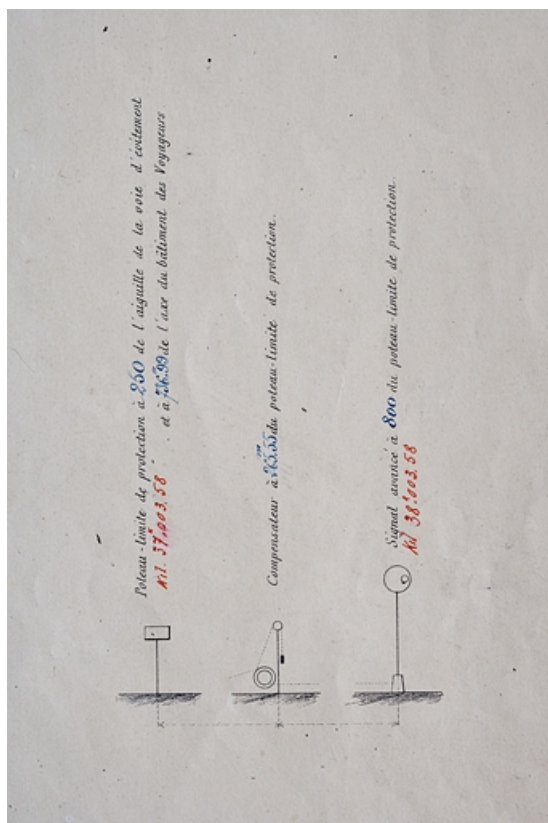 Poteau-limite de protection à 250 de l'aiguille de la voie d'évitement
et à 736.99 de l'axe du bâtiment des Voyageurs
Kil. 37.003.58
Compensateur à du poteau-limite de protection.
Signal avancé à 800 du poteau-limite de protection.
Kil 38.003.58